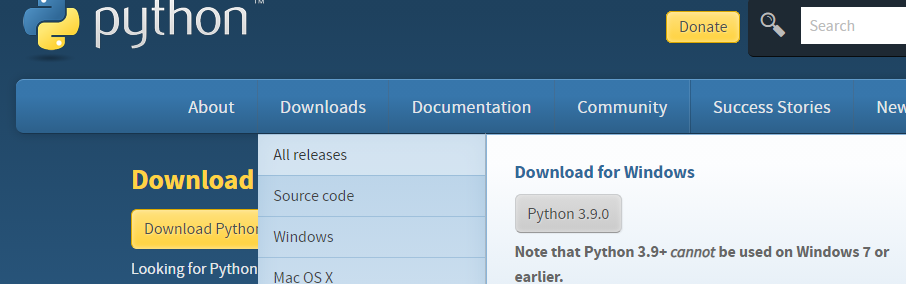 python™
Donate
Search
About Downloads Documentation Community Success Stories New
Download
Download Python
Looking for Python
All releases
Source code
Windows
Mac OS X
Download for Windows
Python 3.9.0
Note that Python 3.9+ cannot be used on Windows 7 or
earlier.